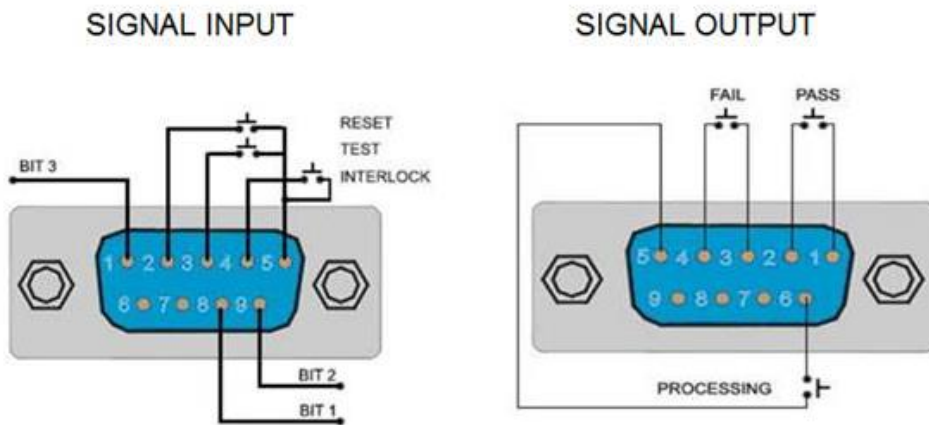 SIGNAL INPUT
SIGNAL OUTPUT
RESET
TEST
INTERLOCK
BIT 3
1 2 3 4 5
6 7 8 9
BIT 2
BIT 1
FAIL PASS
5 4 3 2 1
9 8 7 6
PROCESSING